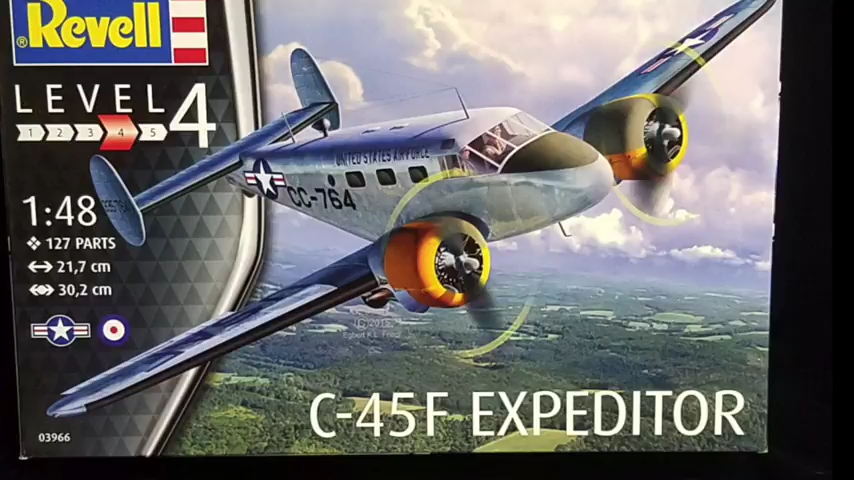 ®Revell
LEVEL 4
1 2 3 4 5
1:48
127 PARTS
21,7 cm
30,2 cm
03966
UNITED STATES AIR FORCE
CC-764
C-45F EXPEDITOR